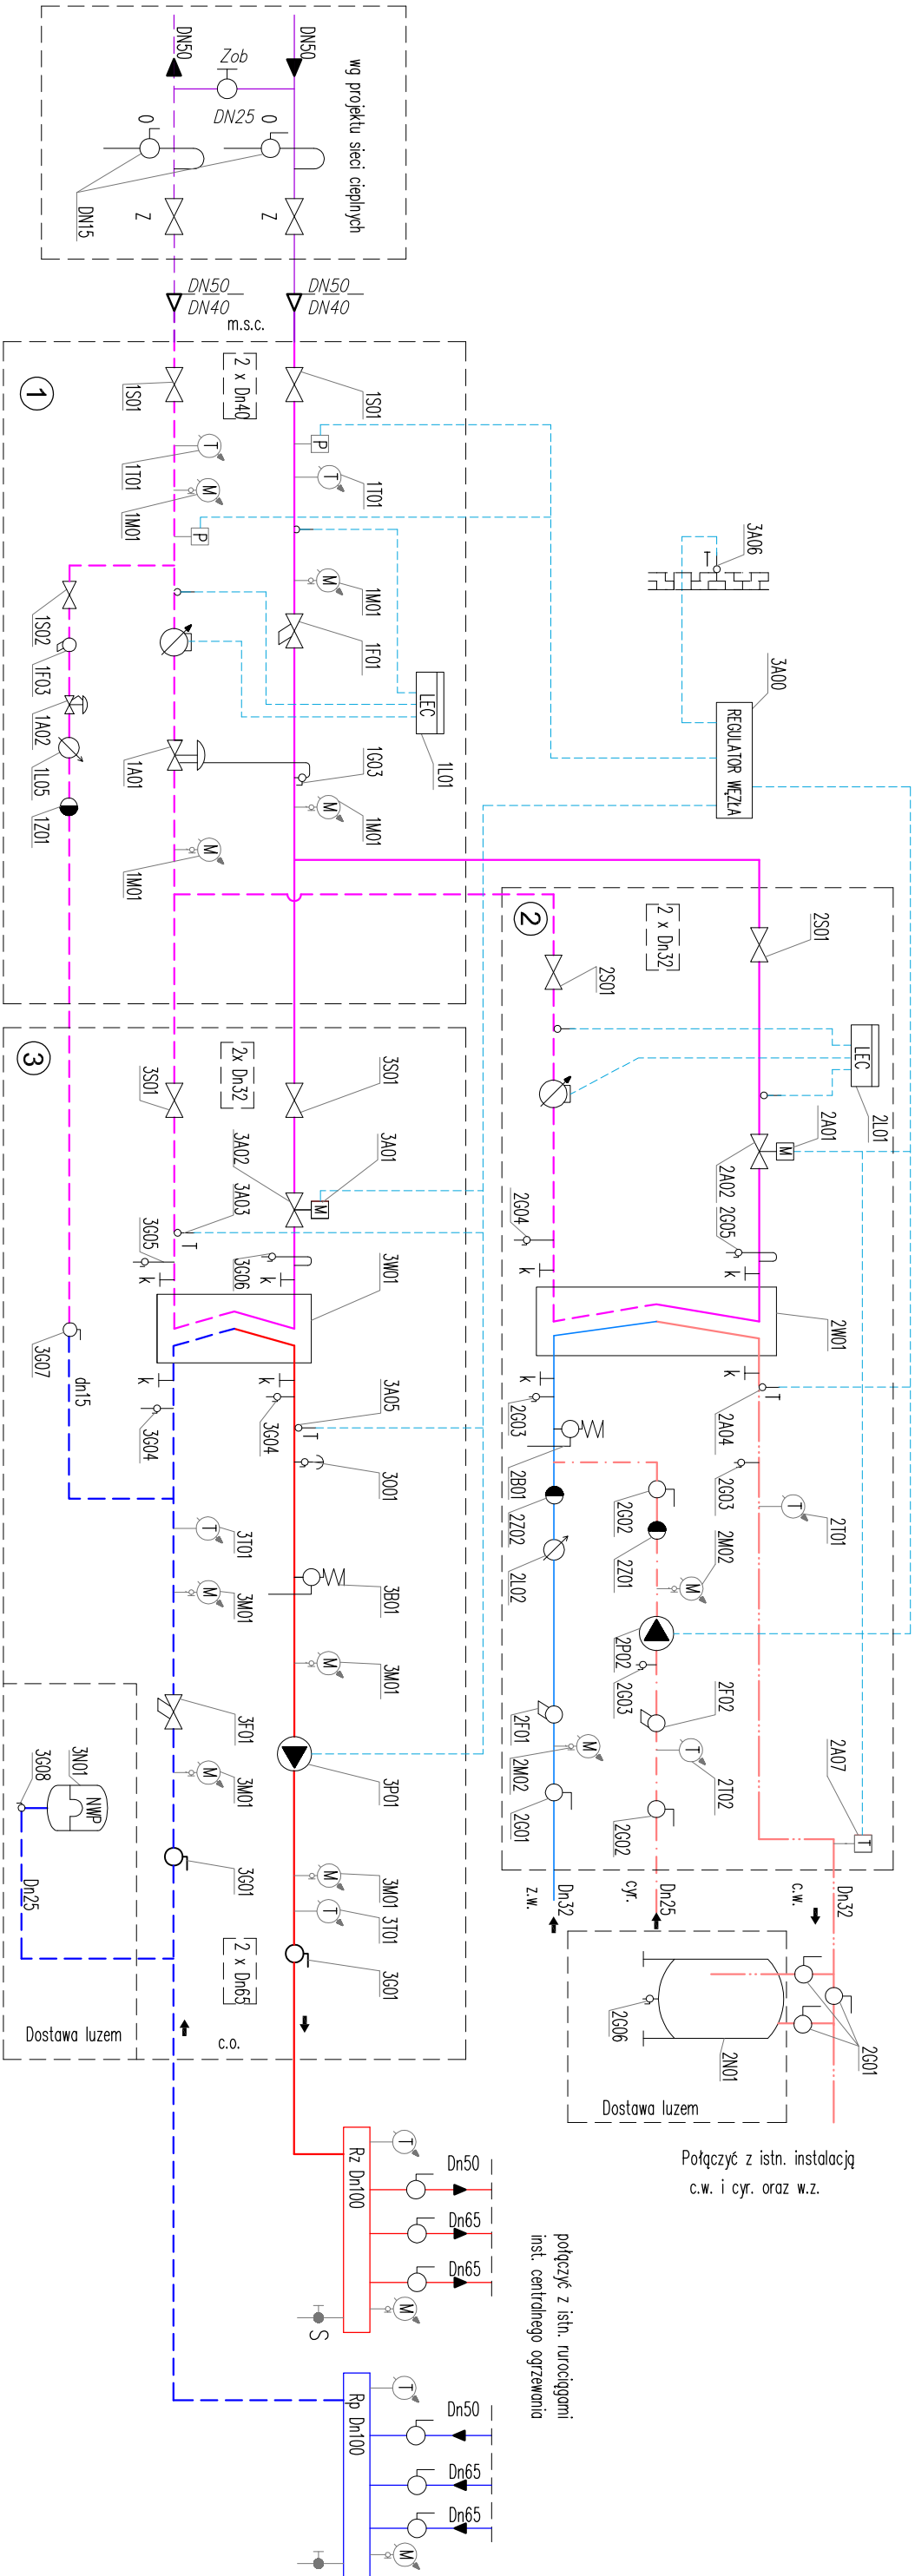 wg projektu sieci cieplnych
DN50
DN50
Zob
DN25
O
O
Z
Z
DN15
DN50
DN40
DN50
DN40
m.s.c.
1
2 x Dn40
1S01
1S01
P
T
1T01
T
1T01
M
1M01
P
M
1M01
1F01
LEC
1L01
1S02
1F03
1A02
1L05
1Z01
1A01
1G03
M
1M01
M
1M01
T
3A06
3A00
REGULATOR WĘZŁA
2
2 x Dn32
2S01
2S01
LEC
2L01
M
2A01
2A02
2G05
2G04
k
k
2W01
k
k
2G03
2B01
2Z02
2L02
T
2A04
2G03
T
2T01
2G02
2Z01
M
2M02
2P02
2G03
2F02
T
2T02
2G02
2F01
M
2M02
2G01
2A07
T
Dn32
c.w.
Dn25
cyr.
Dn32
z.w.
2G01
2G06
2N01
Dostawa luzem
Połączyć z istn. instalacją
c.w. i cyr. oraz w.z.
3
2x Dn32
3S01
3S01
3A02
M
3A01
3A03
T
3G05
3G06
k
k
3W01
k
k
3G04
3G04
3G07
dn15
T
3A05
3O01
T
3T01
M
3M01
3B01
M
3M01
3F01
M
3M01
3P01
3G01
M
3M01
T
3T01
3G01
2 x Dn65
3G08
3N01
NWP
Dn25
Dostawa luzem
c.o.
Rz Dn100
T
Dn50
Dn65
Dn65
M
S
połączyć z istn. rurociągami
inst. centralnego ogrzewania
Rp Dn100
T
Dn50
Dn65
Dn65
M